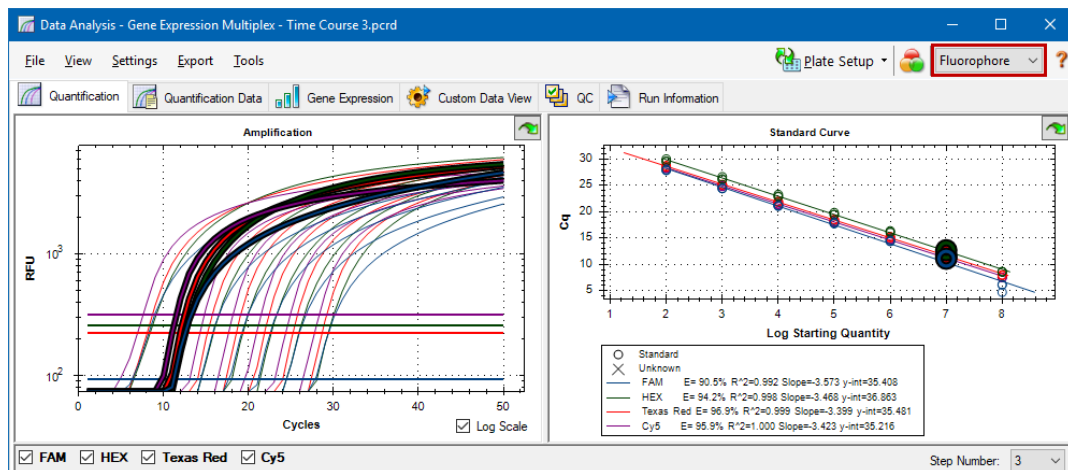 Data Analysis - Gene Expression Multiplex - Time Course 3.pcrd
File View Settings Export Tools Plate Setup Fluorophore ?
Quantification Quantification Data Gene Expression Custom Data View QC Run Information
Amplification
10^3
10^2
RFU
0 10 20 30 40 50
Cycles
Log Scale
Standard Curve
30
25
20
15
10
5
Cq
1 2 3 4 5 6 7 8
Log Starting Quantity
Standard
Unknown
FAM E= 90.5% R^2=0.992 Slope=-3.573 y-int=35.408
HEX E= 94.2% R^2=0.998 Slope=-3.468 y-int=36.863
Texas Red E= 96.9% R^2=0.999 Slope=-3.399 y-int=35.481
Cy5 E= 95.9% R^2=1.000 Slope=-3.423 y-int=35.216
FAM HEX Texas Red Cy5 Step Number: 3